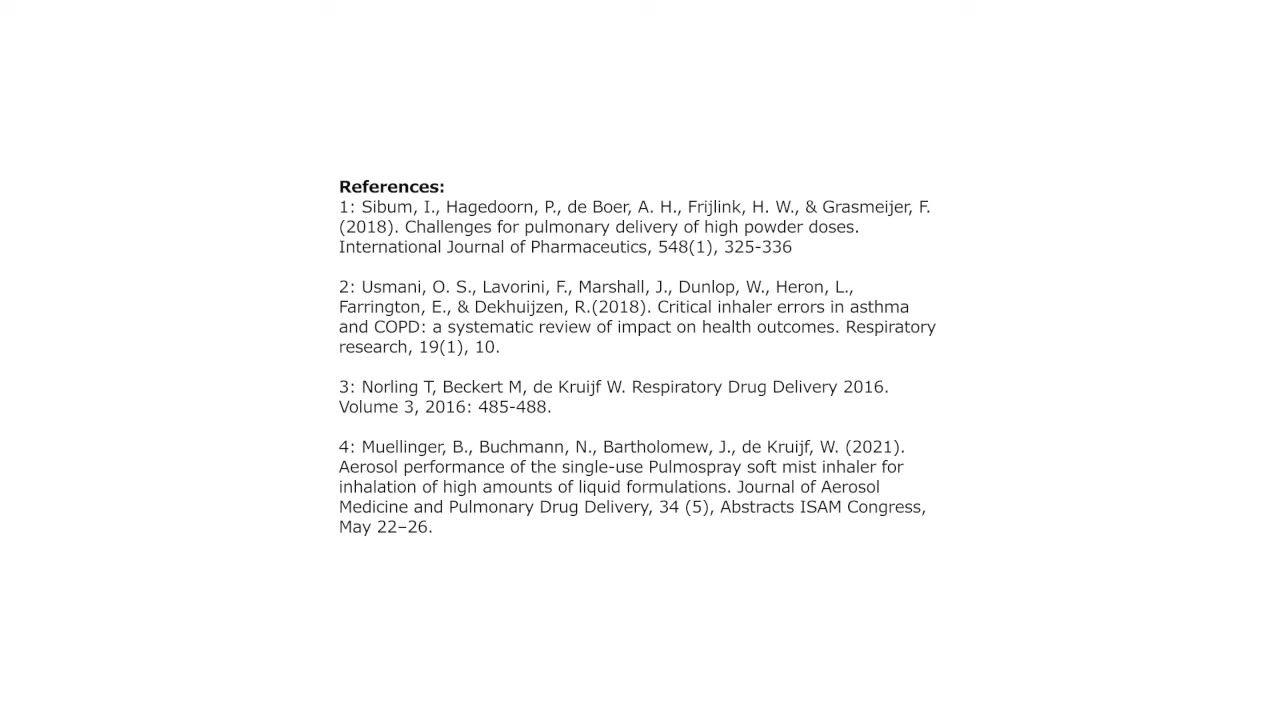 References:
1: Sibum, I., Hagedoorn, P., de Boer, A. H., Frijlink, H. W., & Grasmeijer, F.
(2018). Challenges for pulmonary delivery of high powder doses.
International Journal of Pharmaceutics, 548(1), 325-336
2: Usmani, O. S., Lavorini, F., Marshall, J., Dunlop, W., Heron, L.,
Farrington, E., & Dekhuijzen, R.(2018). Critical inhaler errors in asthma
and COPD: a systematic review of impact on health outcomes. Respiratory
research, 19(1), 10.
3: Norling T, Beckert M, de Kruijf W. Respiratory Drug Delivery 2016.
Volume 3, 2016: 485-488.
4: Muellinger, B., Buchmann, N., Bartholomew, J., de Kruijf, W. (2021).
Aerosol performance of the single-use Pulmospray soft mist inhaler for
inhalation of high amounts of liquid formulations. Journal of Aerosol
Medicine and Pulmonary Drug Delivery, 34 (5), Abstracts ISAM Congress,
May 22–26.